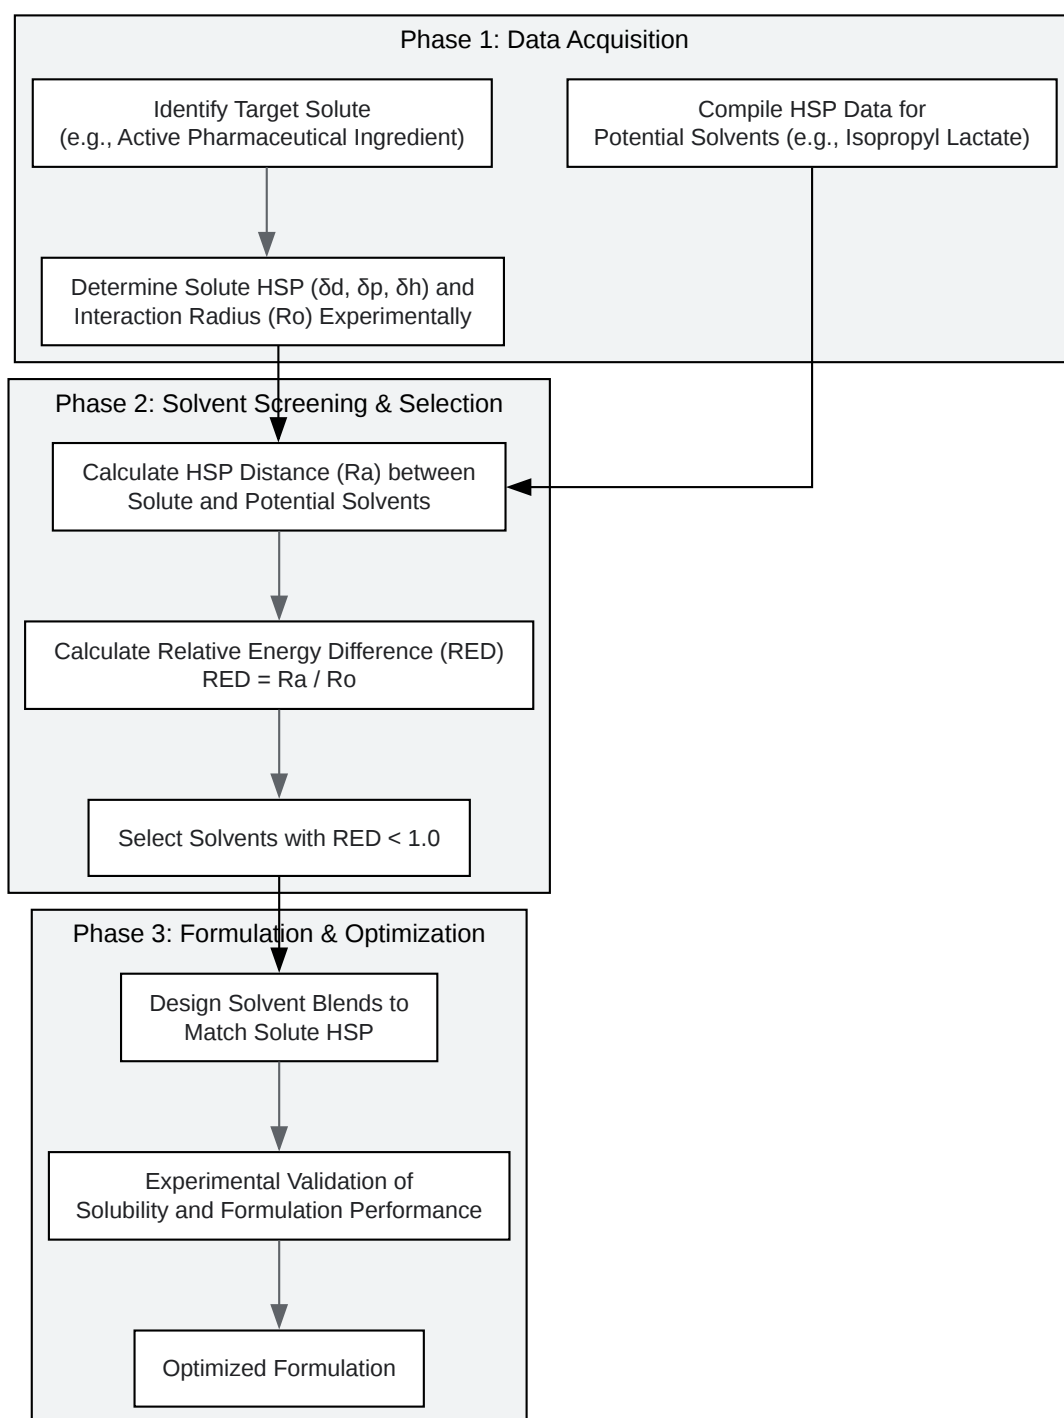 Phase 1: Data Acquisition
Identify Target Solute
(e.g., Active Pharmaceutical Ingredient)
Compile HSP Data for
Potential Solvents (e.g., Isopropyl Lactate)
Determine Solute HSP (δd, δp, δh) and
Interaction Radius (Ro) Experimentally
Phase 2: Solvent Screening & Selection
Calculate HSP Distance (Ra) between
Solute and Potential Solvents
Calculate Relative Energy Difference (RED)
RED = Ra / Ro
Select Solvents with RED < 1.0
Phase 3: Formulation & Optimization
Design Solvent Blends to
Match Solute HSP
Experimental Validation of
Solubility and Formulation Performance
Optimized Formulation